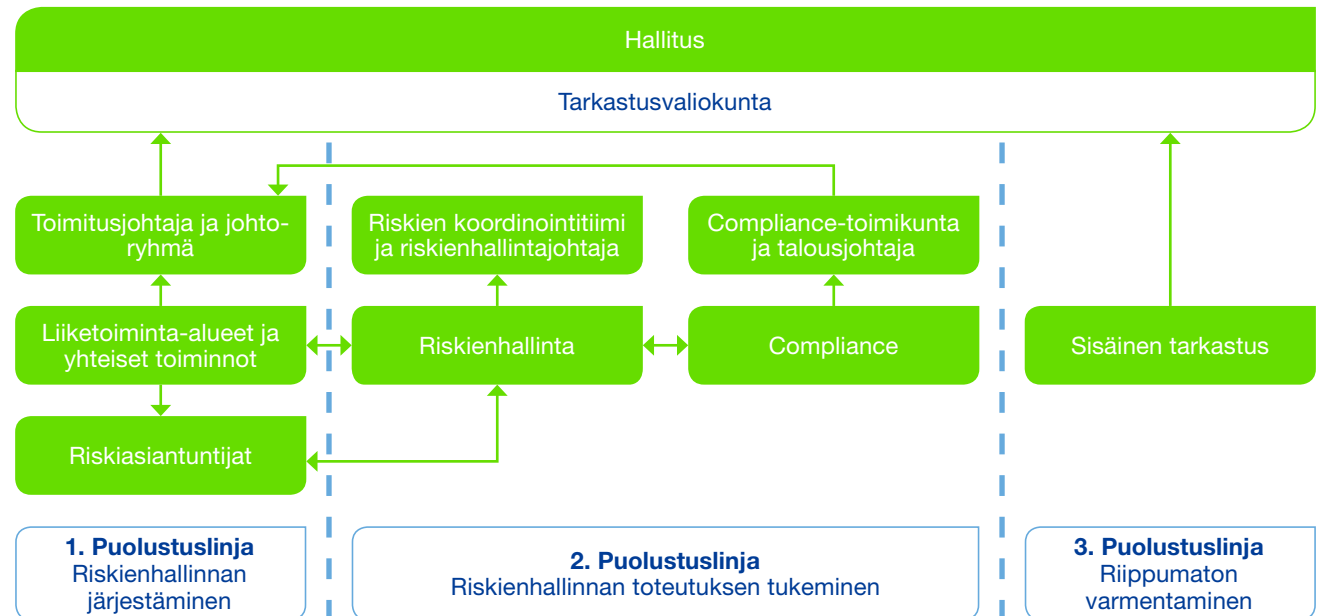 Hallitus
Tarkastusvaliokunta
Toimitusjohtaja ja johto-
ryhmä
Riskien koordinointitiimi
ja riskienhallintajohtaja
Compliance-toimikunta
ja talousjohtaja
Liiketoiminta-alueet ja
yhteiset toiminnot
Riskienhallinta
Compliance
Sisäinen tarkastus
Riskiasiantuntijat
1. Puolustuslinja
Riskienhallinnan
järjestäminen
2. Puolustuslinja
Riskienhallinnan toteutuksen tukeminen
3. Puolustuslinja
Riippumaton
varmentaminen